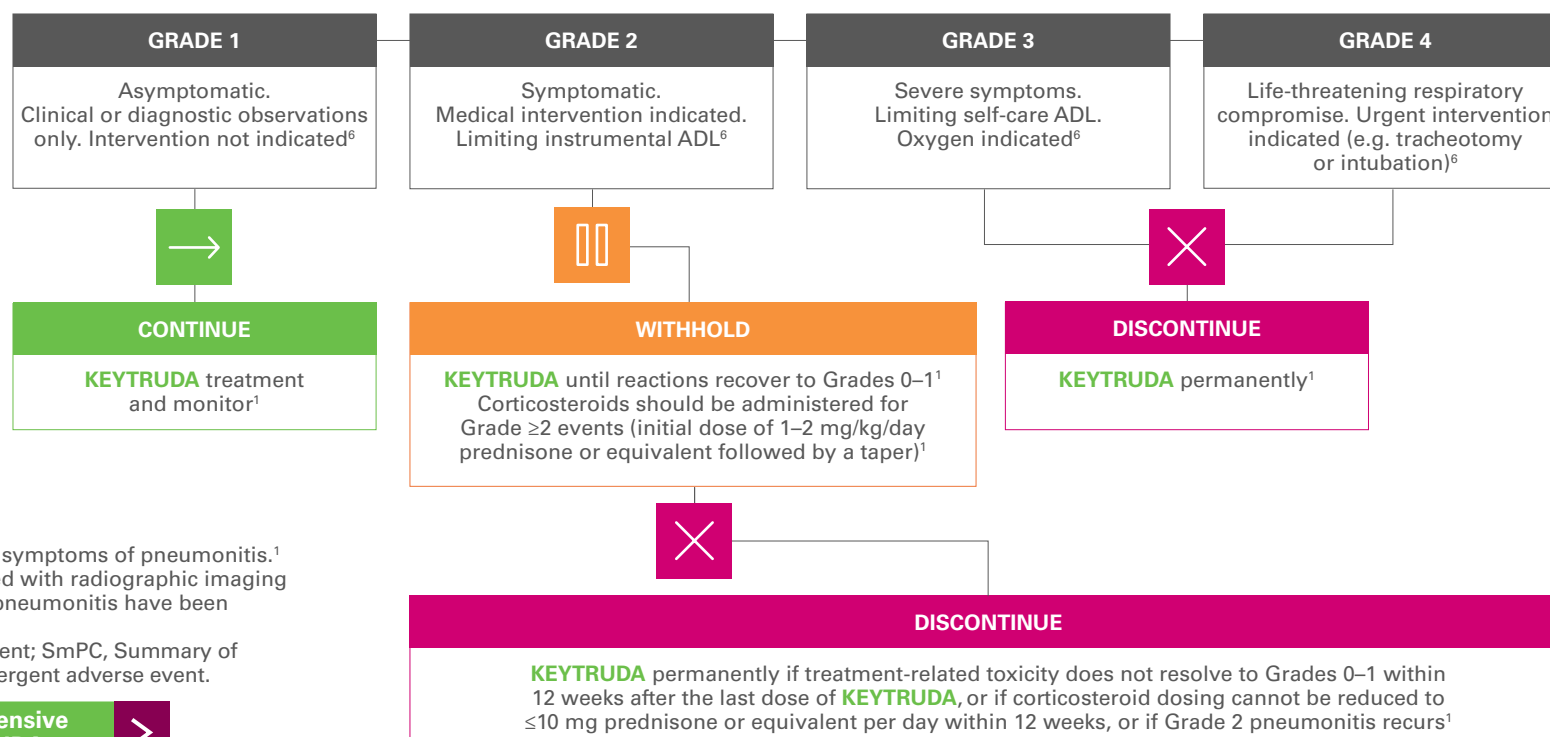 GRADE 1
Asymptomatic.
Clinical or diagnostic observations
only. Intervention not indicated⁶
GRADE 2
Symptomatic.
Medical intervention indicated.
Limiting instrumental ADL⁶
GRADE 3
Severe symptoms.
Limiting self-care ADL.
Oxygen indicated⁶
GRADE 4
Life-threatening respiratory
compromise. Urgent intervention
indicated (e.g. tracheotomy
or intubation)⁶
CONTINUE
KEYTRUDA treatment
and monitor¹
WITHHOLD
KEYTRUDA until reactions recover to Grades 0–1¹
Corticosteroids should be administered for
Grade ≥2 events (initial dose of 1–2 mg/kg/day
prednisone or equivalent followed by a taper)¹
DISCONTINUE
KEYTRUDA permanently¹
symptoms of pneumonitis.¹
with radiographic imaging
pneumonitis have been
SmPC, Summary of
adverse event.
DISCONTINUE
KEYTRUDA permanently if treatment-related toxicity does not resolve to Grades 0–1 within
12 weeks after the last dose of KEYTRUDA, or if corticosteroid dosing cannot be reduced to
≤10 mg prednisone or equivalent per day within 12 weeks, or if Grade 2 pneumonitis recurs¹